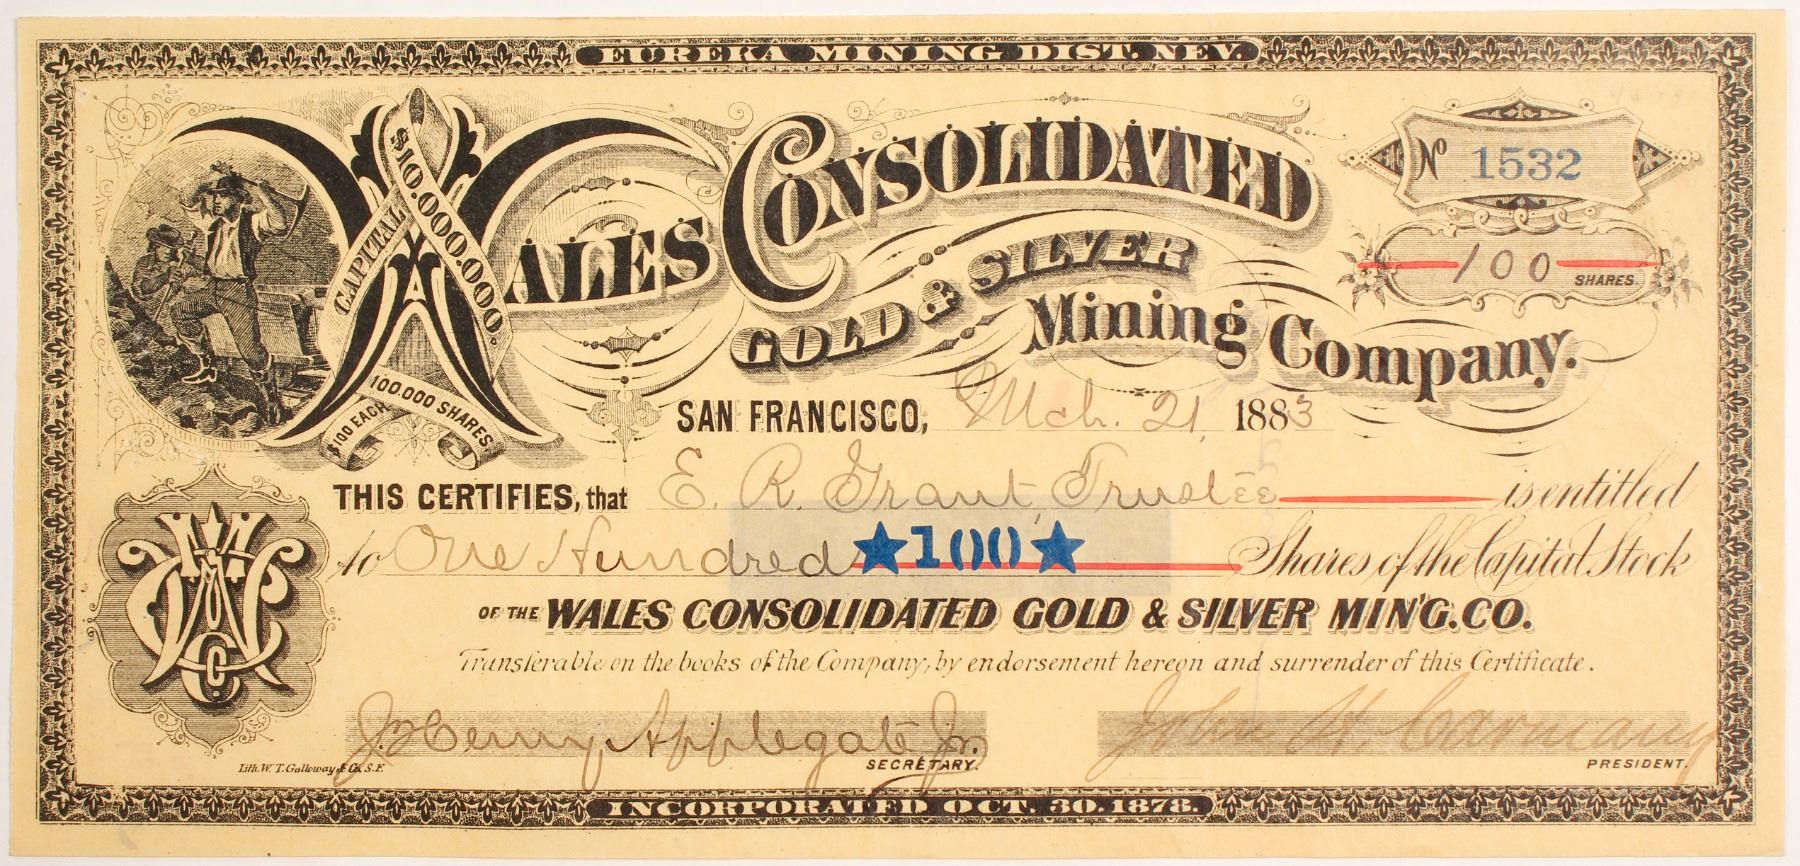 EUREKA MINING DIST. NEV.
CAPITAL $10.000.000.
WALES CONSOLIDATED
GOLD & SILVER
Mining Company.
100.000 SHARES
$100 EACH
No 1532
100 SHARES
SAN FRANCISCO, Mch. 21, 1883
THIS CERTIFIES, that E. R. Grant, Trustee is entitled
to One Hundred ★100★ Shares of the Capital Stock
OF THE WALES CONSOLIDATED GOLD & SILVER MIN'G. CO.
Transferable on the books of the Company, by endorsement hereon and surrender of this Certificate.
Henry Applegate Jr.
SECRETARY.
John H. Carmany
PRESIDENT.
Lith. W. T. Galloway & Co. S.F.
INCORPORATED OCT. 30. 1878.